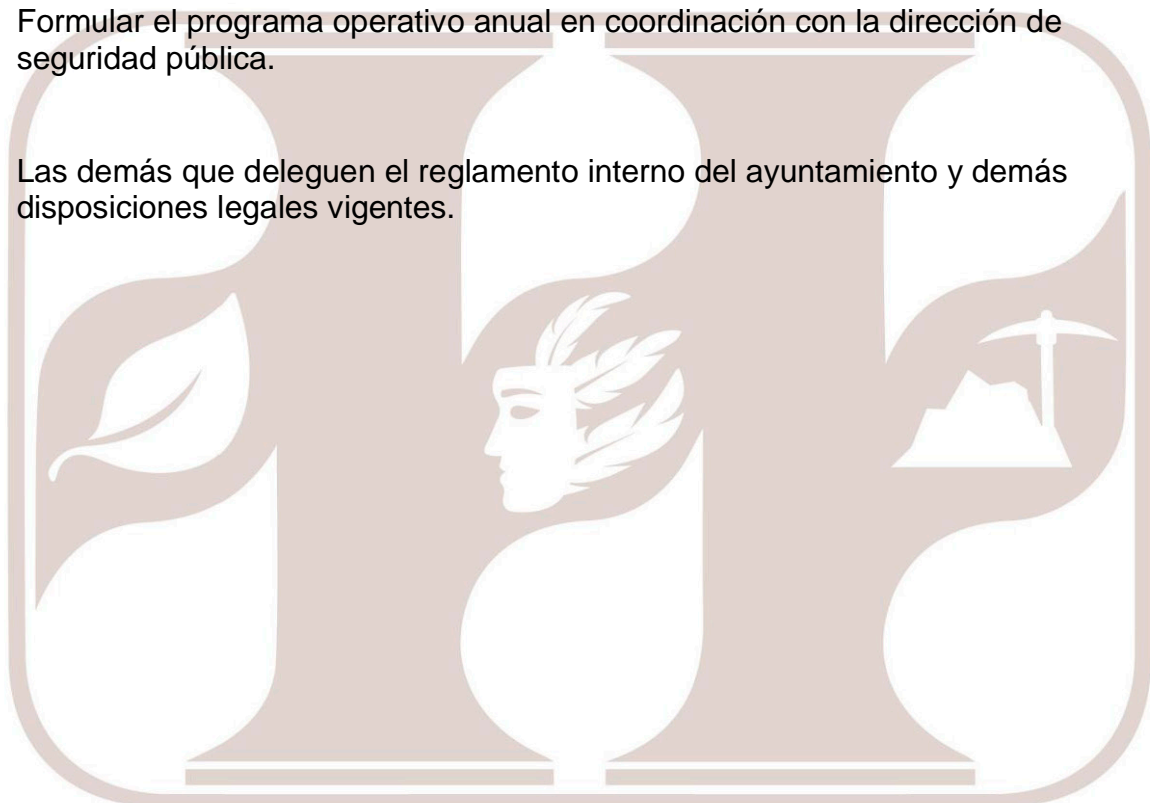 Formular el programa operativo anual en coordinación con la dirección de
seguridad pública.
Las demás que deleguen el reglamento interno del ayuntamiento y demás
disposiciones legales vigentes.